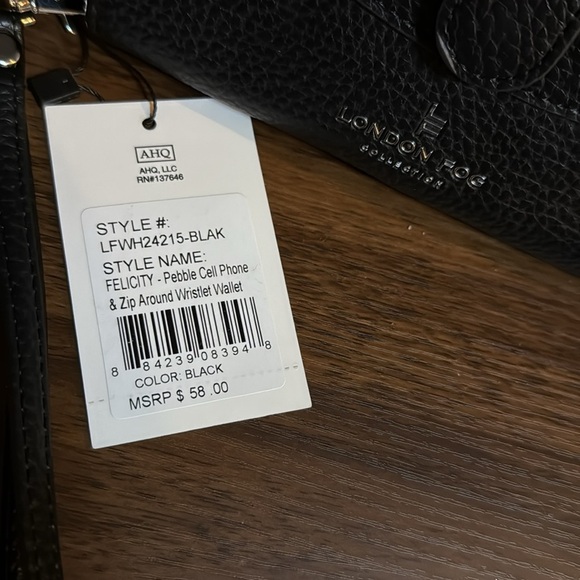 AHQ
AHQ, LLC
RN#137646
STYLE #:
LFWH24215-BLAK
STYLE NAME:
FELICITY - Pebble Cell Phone
& Zip Around Wristlet Wallet
8 84239 08394 8
COLOR: BLACK
MSRP $ 58 .00
LF
LONDON FOG
COLLECTION